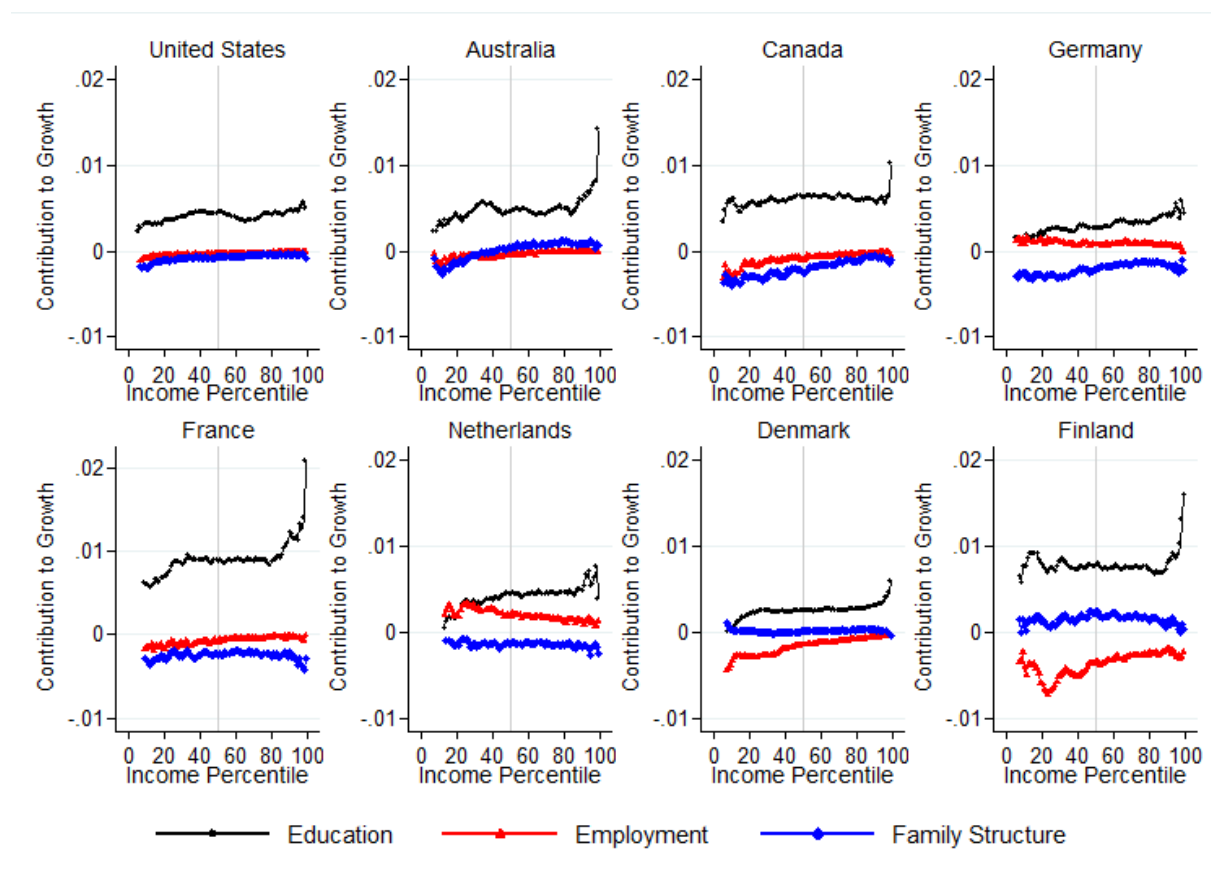 United States Australia Canada Germany
Contribution to Growth Contribution to Growth Contribution to Growth Contribution to Growth
.02 .02 .02 .02
.01 .01 .01 .01
0 0 0 0
-.01 -.01 -.01 -.01
0 20 40 60 80 100 0 20 40 60 80 100 0 20 40 60 80 100 0 20 40 60 80 100
Income Percentile Income Percentile Income Percentile Income Percentile
France Netherlands Denmark Finland
Contribution to Growth Contribution to Growth Contribution to Growth Contribution to Growth
.02 .02 .02 .02
.01 .01 .01 .01
0 0 0 0
-.01 -.01 -.01 -.01
0 20 40 60 80 100 0 20 40 60 80 100 0 20 40 60 80 100 0 20 40 60 80 100
Income Percentile Income Percentile Income Percentile Income Percentile
Education Employment Family Structure